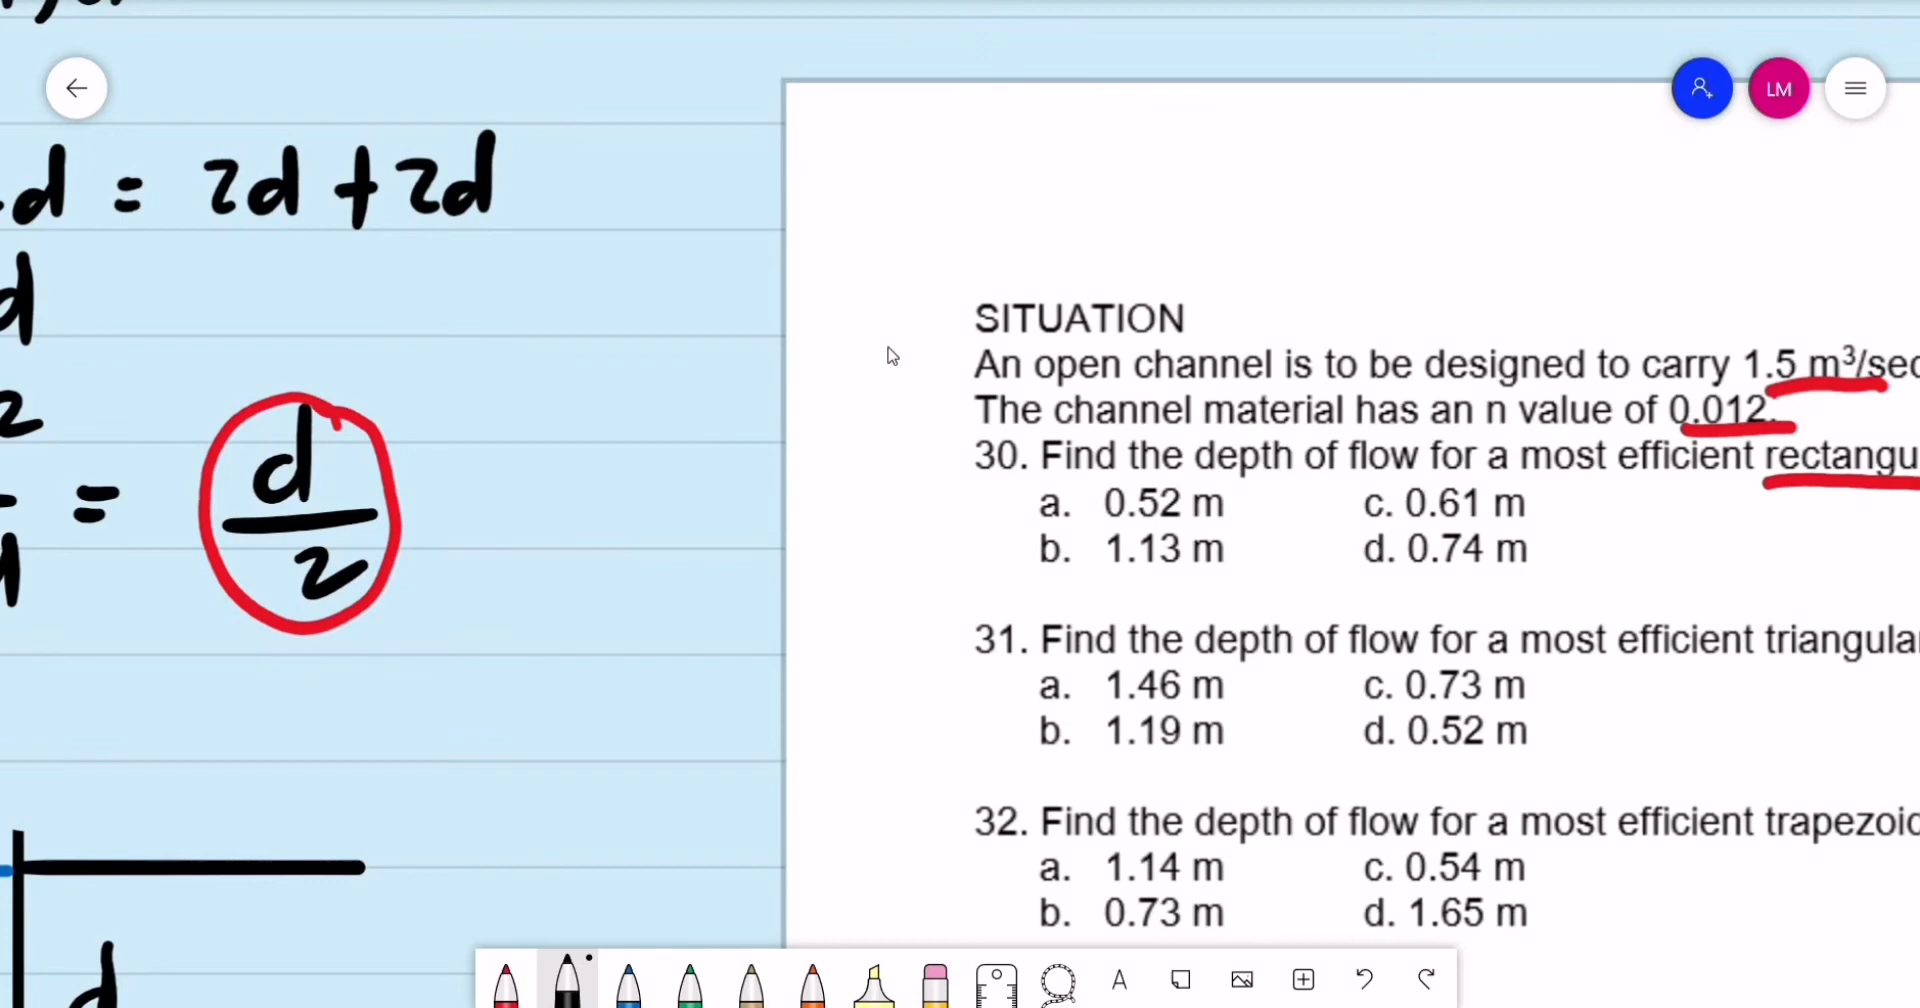 LM
d = 2d + 2d
d
2
= d
2
d
SITUATION
An open channel is to be designed to carry 1.5 m³/sec
The channel material has an n value of 0.012.
30. Find the depth of flow for a most efficient rectangu
a. 0.52 m c. 0.61 m
b. 1.13 m d. 0.74 m
31. Find the depth of flow for a most efficient triangula
a. 1.46 m c. 0.73 m
b. 1.19 m d. 0.52 m
32. Find the depth of flow for a most efficient trapezoid
a. 1.14 m c. 0.54 m
b. 0.73 m d. 1.65 m
A